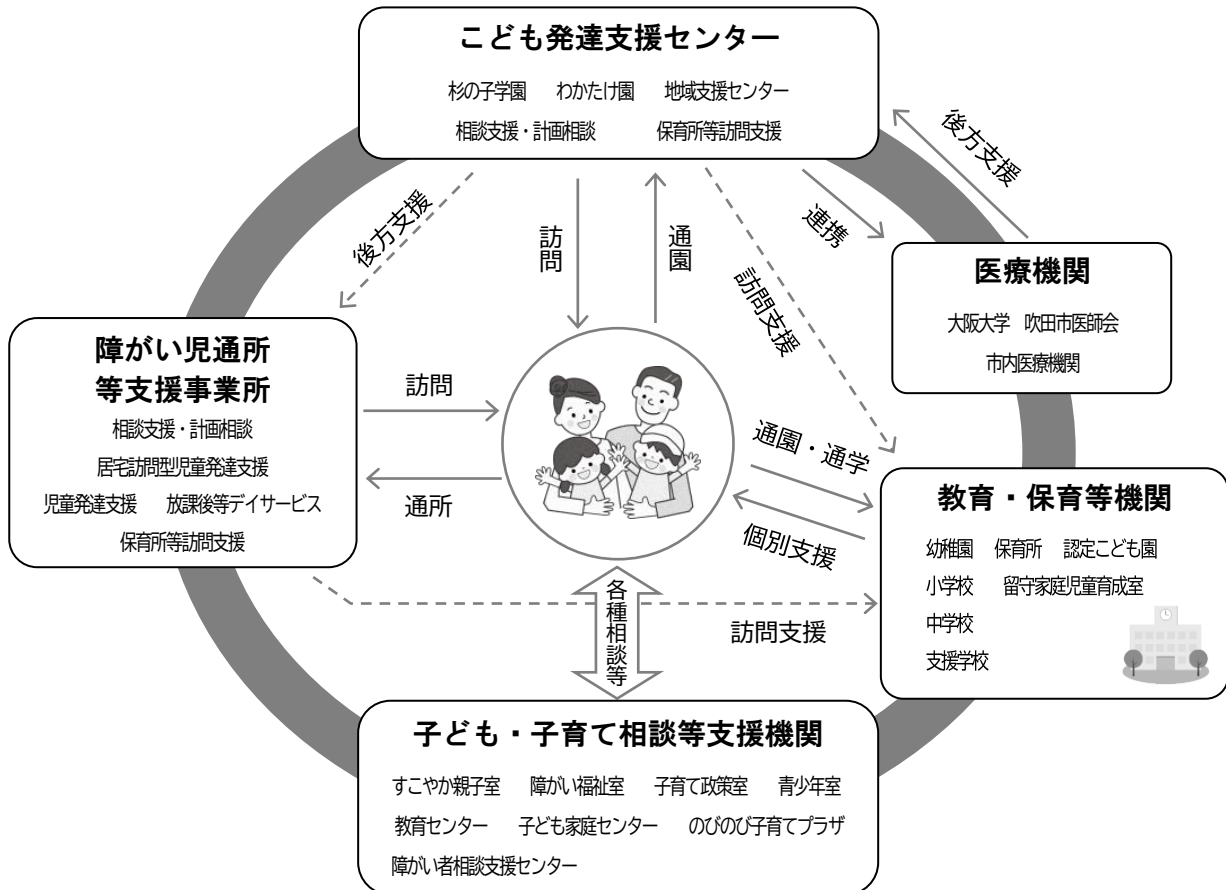 こども発達支援センター
杉の子学園 わかたけ園 地域支援センター
相談支援・計画相談 保育所等訪問支援
後方支援
訪問
通園
訪問支援
連携
後方支援
医療機関
大阪大学 吹田市医師会
市内医療機関
障がい児通所
等支援事業所
相談支援・計画相談
居宅訪問型児童発達支援
児童発達支援 放課後等デイサービス
保育所等訪問支援
訪問
通所
通園・通学
個別支援
教育・保育等機関
幼稚園 保育所 認定こども園
小学校 留守家庭児童育成室
中学校
支援学校
各種相談等
訪問支援
子ども・子育て相談等支援機関
すこやか親子室 障がい福祉室 子育て政策室 青少年室
教育センター 子ども家庭センター のびのび子育てプラザ
障がい者相談支援センター